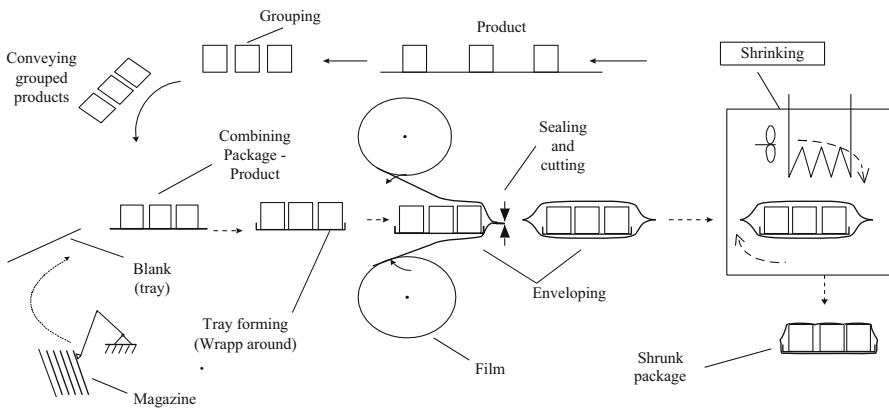 Grouping
Product
Shrinking
Conveying
grouped
products
Combining
Package -
Product
Sealing
and
cutting
Blank
(tray)
Enveloping
Tray forming
(Wrapp around)
Film
Shrunk
package
Magazine